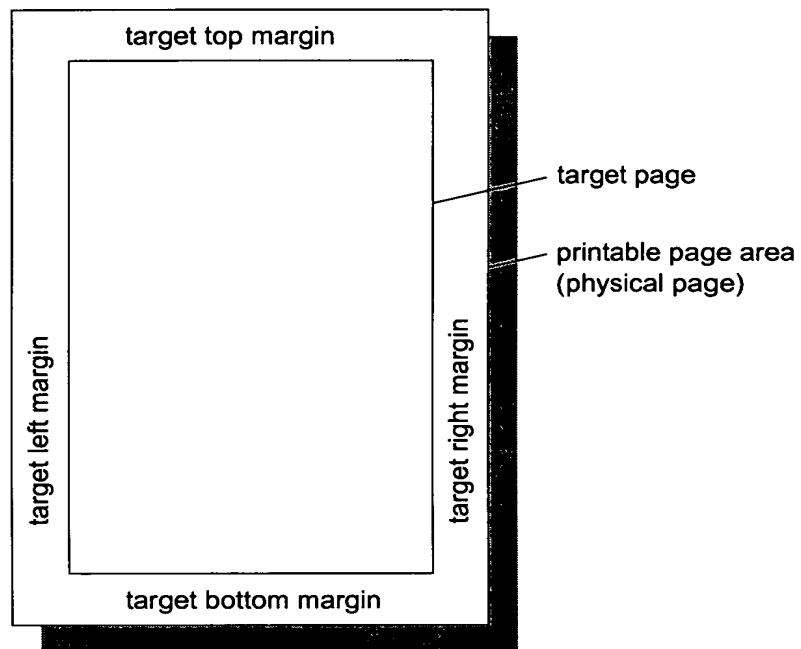 target top margin
target page
printable page area
(physical page)
target left margin
target right margin
target bottom margin